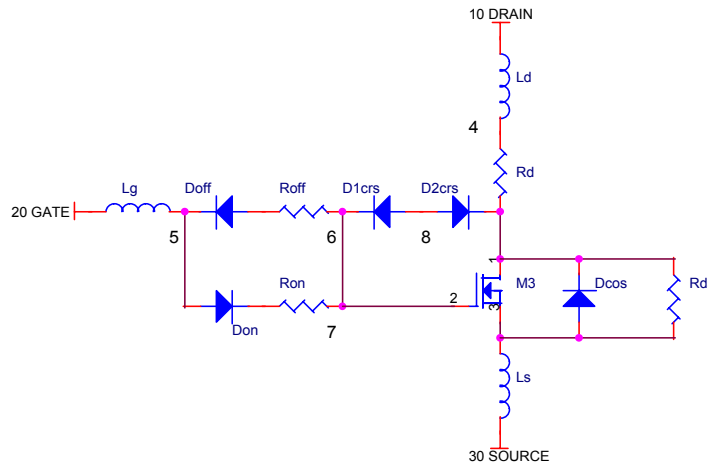 10 DRAIN
Ld
4
Rd
Lg
Doff
Roff
D1crs
D2crs
20 GATE
5
6
8
1
M3
Dcos
Rd
Ron
2
3
Don
7
Ls
30 SOURCE